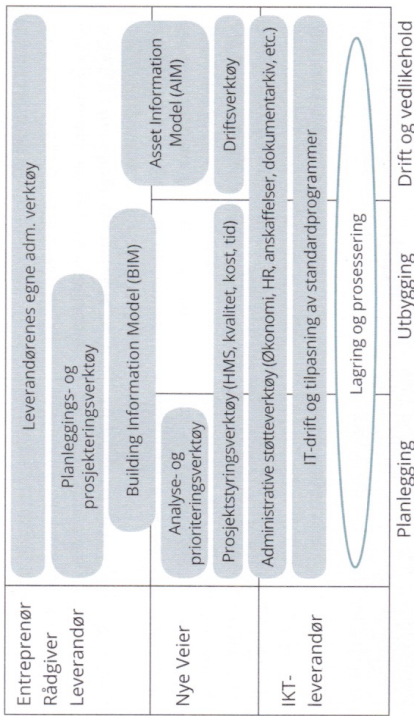 Entreprenør
Rådgiver
Leverandør
Leverandørenes egne adm. verktøy
Planleggings- og
prosjekteringsverktøy
Building Information Model (BIM)
Asset Information
Model (AIM)
Nye Veier
Analyse- og
prioriteringsverktøy
Prosjektstyringsverktøy (HMS, kvalitet, kost, tid)
Driftsverktøy
IKT-
leverandør
Administrative støtteverktøy (Økonomi, HR, anskaffelser, dokumentarkiv, etc.)
IT-drift og tilpasning av standardprogrammer
Lagring og prosessering
Planlegging
Utbygging
Drift og vedlikehold